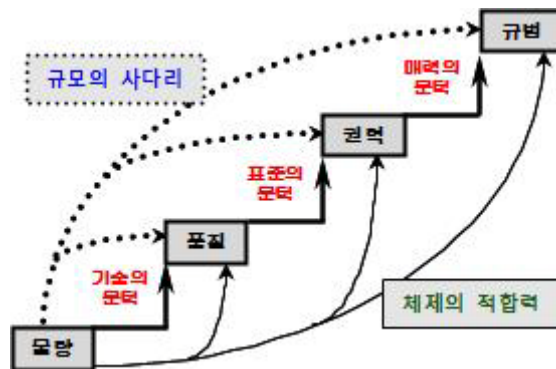 규범
규모의 사다리
매력의
문턱
권력
표준의
문턱
품질
기술의
문턱
체제의 적합력
물량